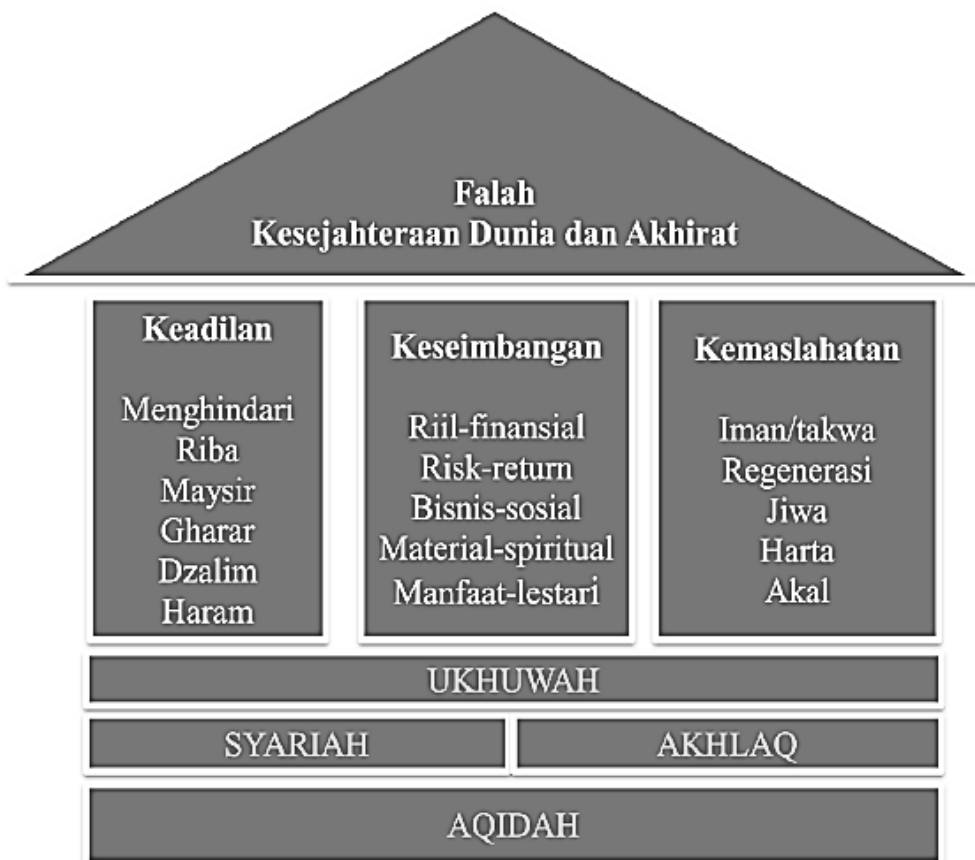 Falah
Kesejahteraan Dunia dan Akhirat
Keadilan
Menghindari
Riba
Maysir
Gharar
Dzalim
Haram
Keseimbangan
Riil-finansial
Risk-return
Bisnis-sosial
Material-spiritual
Manfaat-lestari
Kemaslahatan
Iman/takwa
Regenerasi
Jiwa
Harta
Akal
UKHUWAH
SYARIAH
AKHLAQ
AQIDAH